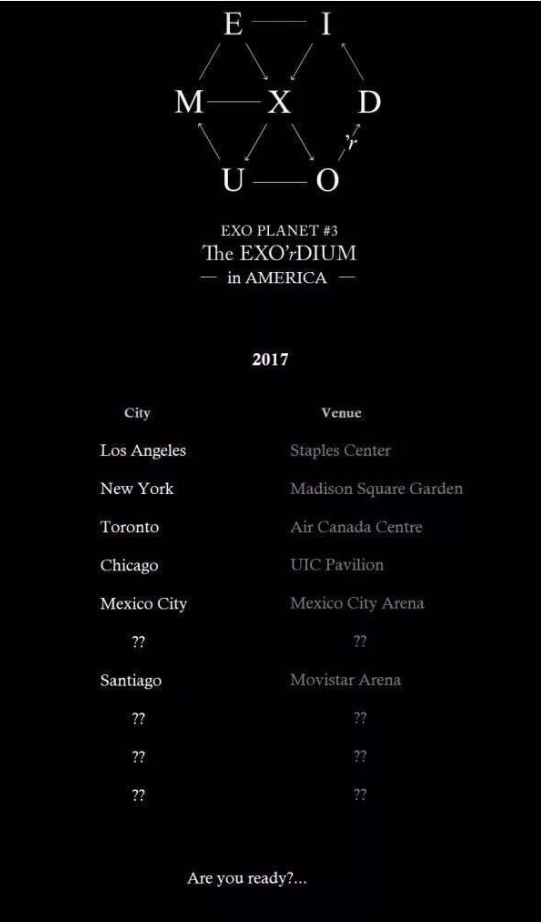 E I
M X D
'r
U O
EXO PLANET #3
The EXO'rDIUM
— in AMERICA —
2017
City Venue
Los Angeles Staples Center
New York Madison Square Garden
Toronto Air Canada Centre
Chicago UIC Pavilion
Mexico City Mexico City Arena
?? ??
Santiago Movistar Arena
?? ??
?? ??
?? ??
Are you ready?...